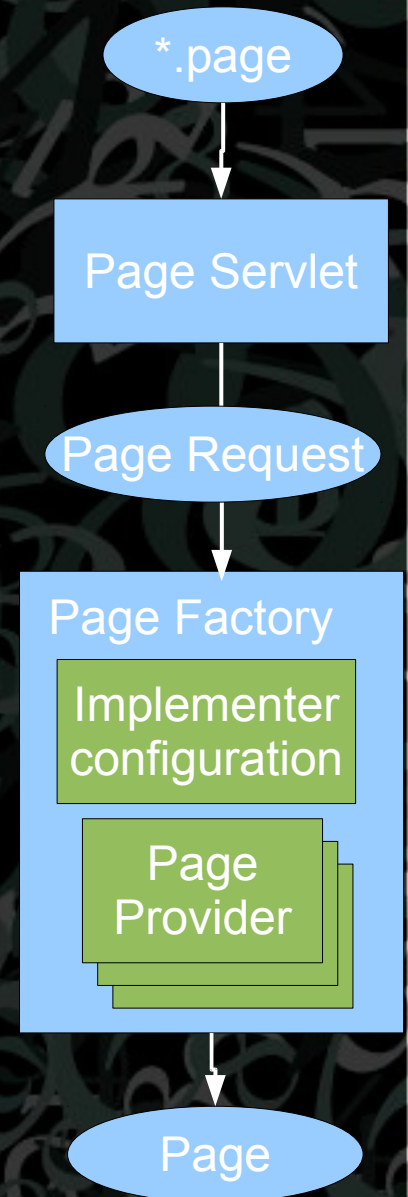 *.page
Page Servlet
Page Request
Page Factory
Implementer
configuration
Page
Provider
Page